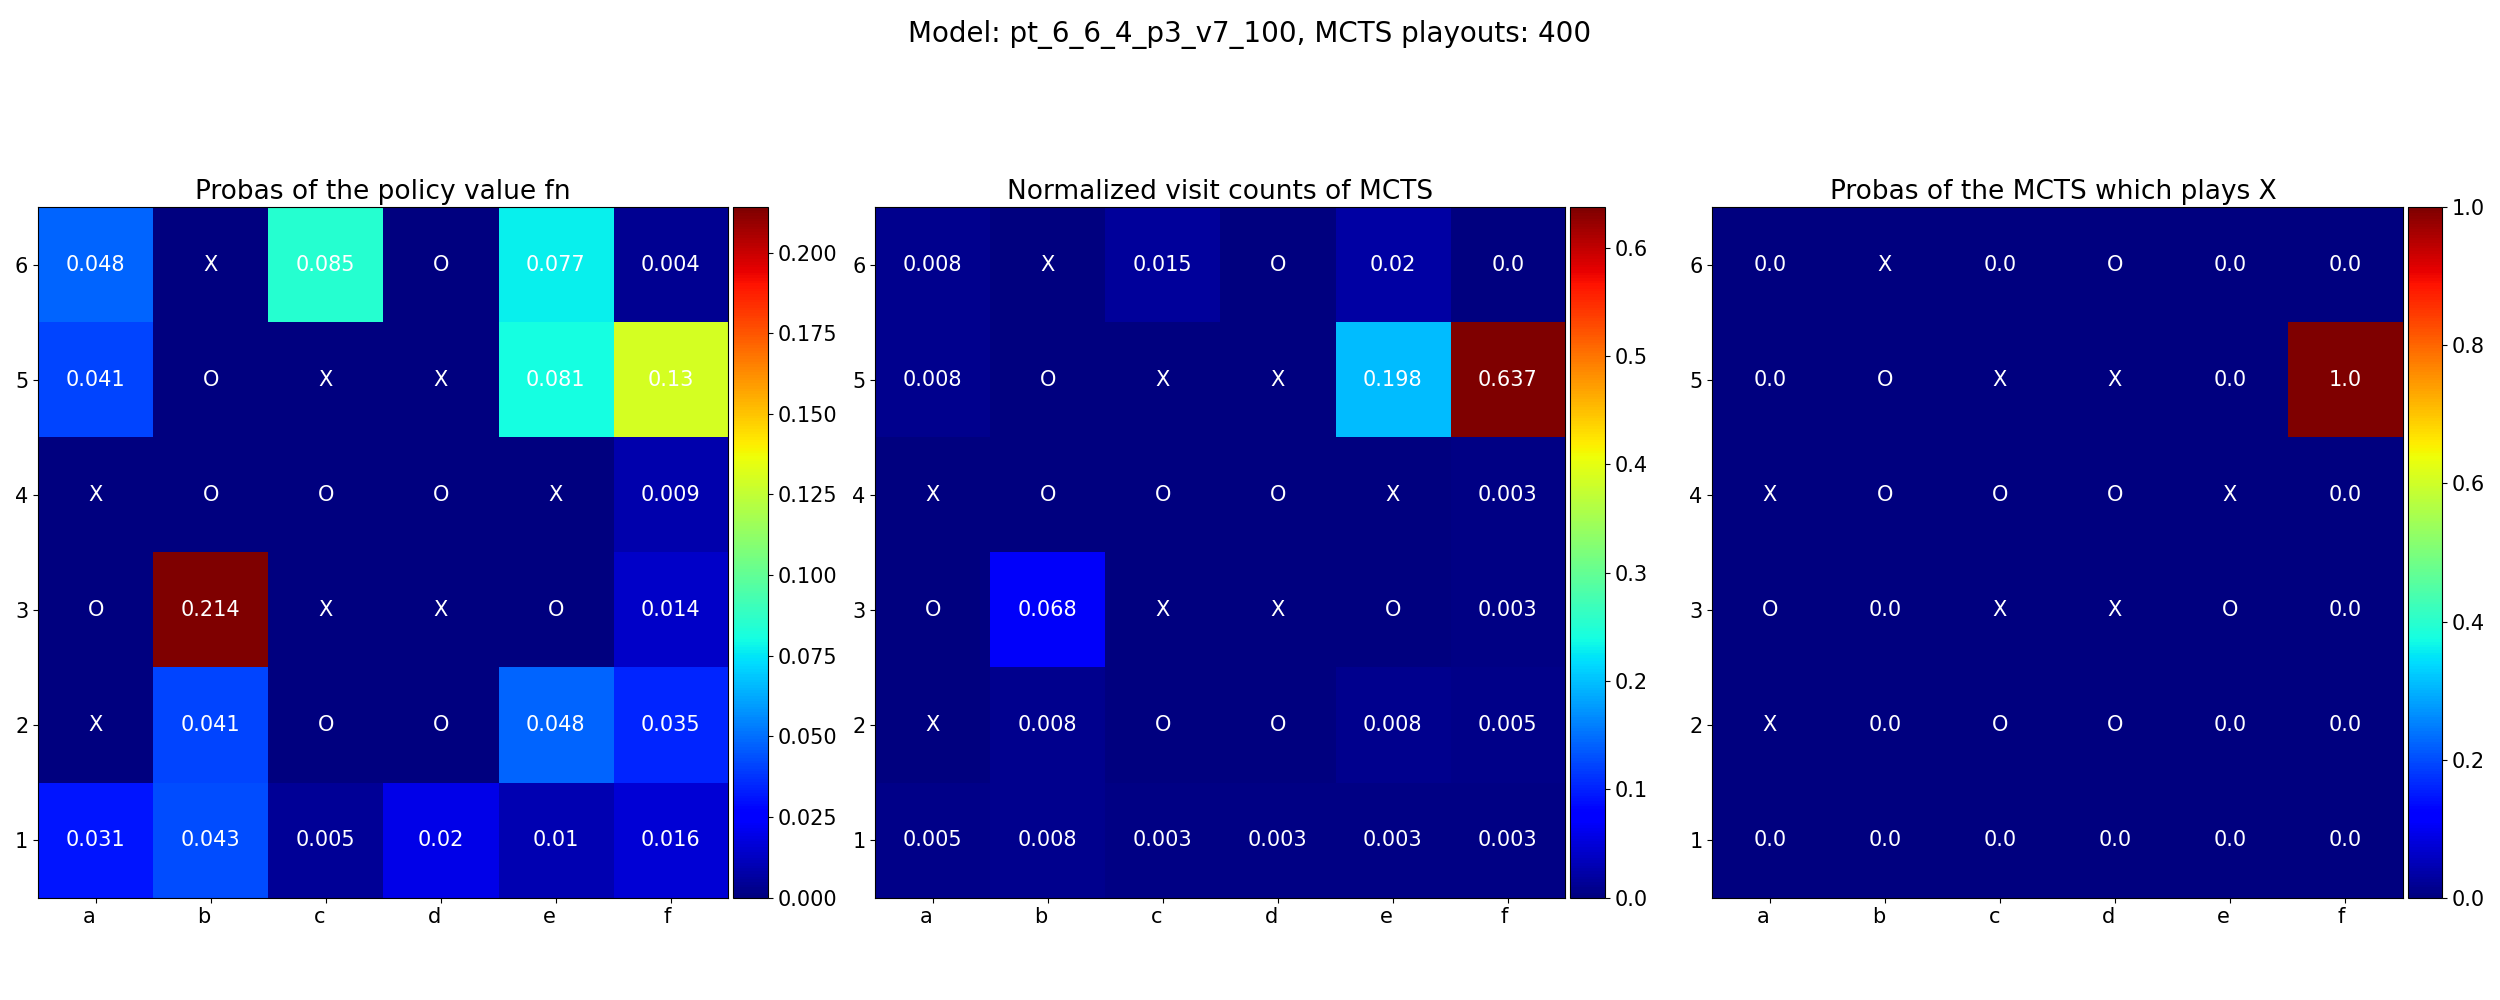 Model: pt_6_6_4_p3_v7_100, MCTS playouts: 400
Probas of the policy value fn
6 0.048 X 0.085 O 0.077 0.004
5 0.041 O X X 0.081 0.13
4 X O O O X 0.009
3 O 0.214 X X O 0.014
2 X 0.041 O O 0.048 0.035
1 0.031 0.043 0.005 0.02 0.01 0.016
a b c d e f
0.200
0.175
0.150
0.125
0.100
0.075
0.050
0.025
0.000
Normalized visit counts of MCTS
6 0.008 X 0.015 O 0.02 0.0
5 0.008 O X X 0.198 0.637
4 X O O O X 0.003
3 O 0.068 X X O 0.003
2 X 0.008 O O 0.008 0.005
1 0.005 0.008 0.003 0.003 0.003 0.003
a b c d e f
0.6
0.5
0.4
0.3
0.2
0.1
0.0
Probas of the MCTS which plays X
6 0.0 X 0.0 O 0.0 0.0
5 0.0 O X X 0.0 1.0
4 X O O O X 0.0
3 O 0.0 X X O 0.0
2 X 0.0 O O 0.0 0.0
1 0.0 0.0 0.0 0.0 0.0 0.0
a b c d e f
1.0
0.8
0.6
0.4
0.2
0.0